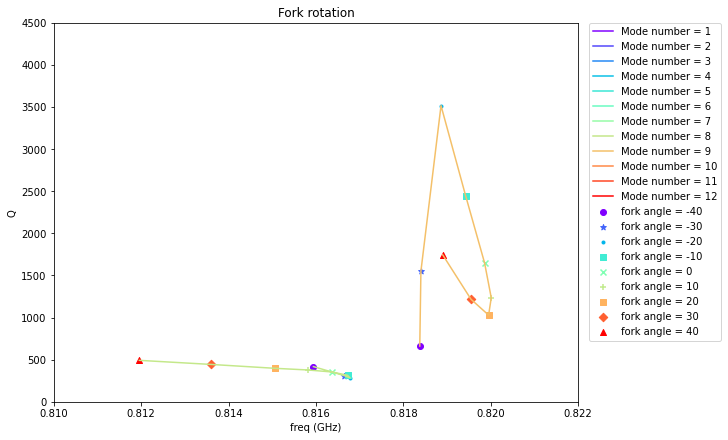 Fork rotation
Q
4500
4000
3500
3000
2500
2000
1500
1000
500
0
0.810
0.812
0.814
0.816
0.818
0.820
0.822
freq (GHz)
Mode number = 1
Mode number = 2
Mode number = 3
Mode number = 4
Mode number = 5
Mode number = 6
Mode number = 7
Mode number = 8
Mode number = 9
Mode number = 10
Mode number = 11
Mode number = 12
fork angle = -40
fork angle = -30
fork angle = -20
fork angle = -10
fork angle = 0
fork angle = 10
fork angle = 20
fork angle = 30
fork angle = 40